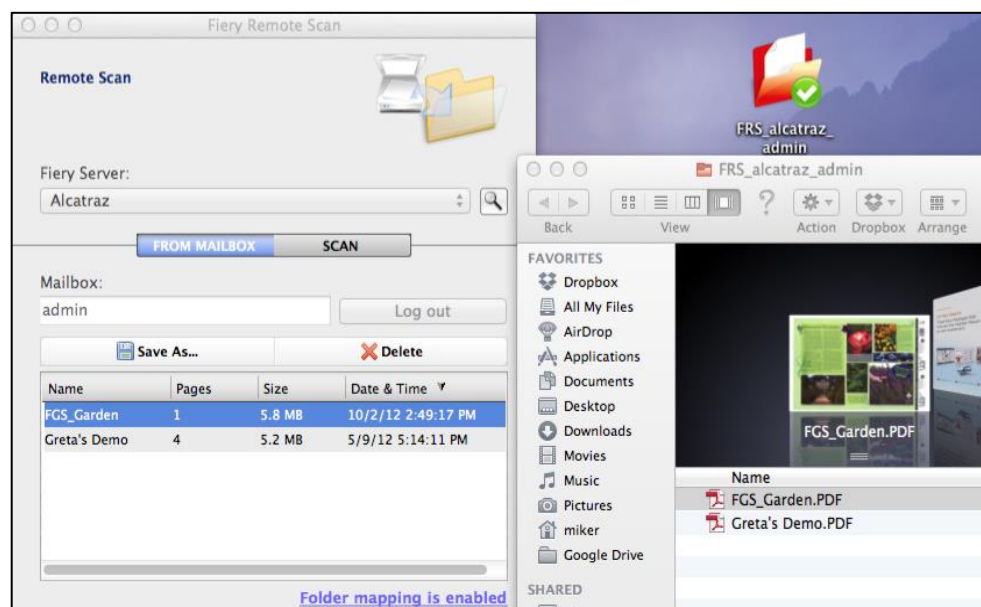 Fiery Remote Scan
Remote Scan
Fiery Server:
Alcatraz
FROM MAILBOX SCAN
Mailbox:
admin
Log out
Save As... Delete
Name Pages Size Date & Time
FGS_Garden 1 5.8 MB 10/2/12 2:49:17 PM
Greta's Demo 4 5.2 MB 5/9/12 5:14:11 PM
Folder mapping is enabled
FRS_alcatraz_
admin
FRS_alcatraz_admin
Back View Action Dropbox Arrange
FAVORITES
Dropbox
All My Files
AirDrop
Applications
Documents
Desktop
Downloads
Movies
Music
Pictures
miker
Google Drive
SHARED
FGS_Garden.PDF
Name
FGS_Garden.PDF
Greta's Demo.PDF